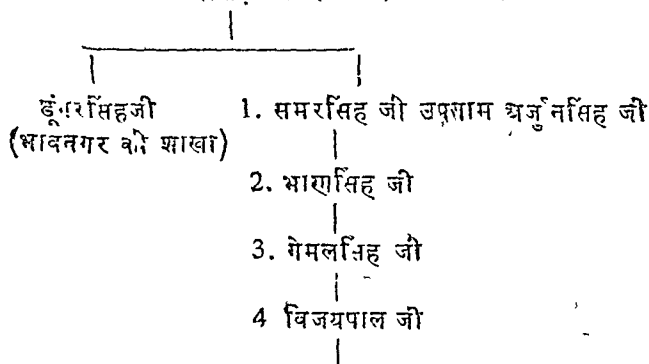 डूंगरसिंहजी 1. समरसिंह जी उपनाम अर्जुनसिंह जी
(भावनगर की शाखा)
2. भाणसिंह जी
3. गेमलसिंह जी
4 विजयपाल जी